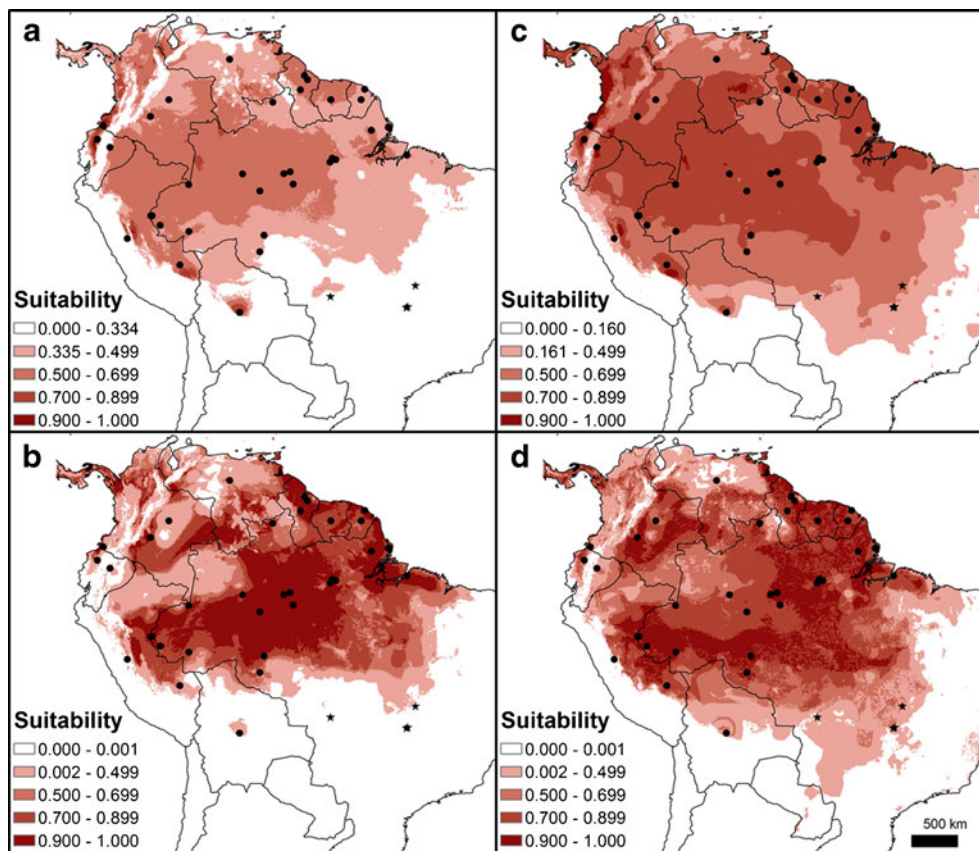 a
Suitability
0.000 - 0.334
0.335 - 0.499
0.500 - 0.699
0.700 - 0.899
0.900 - 1.000
c
Suitability
0.000 - 0.160
0.161 - 0.499
0.500 - 0.699
0.700 - 0.899
0.900 - 1.000
b
Suitability
0.000 - 0.001
0.002 - 0.499
0.500 - 0.699
0.700 - 0.899
0.900 - 1.000
d
Suitability
0.000 - 0.001
0.002 - 0.499
0.500 - 0.699
0.700 - 0.899
0.900 - 1.000
500 km